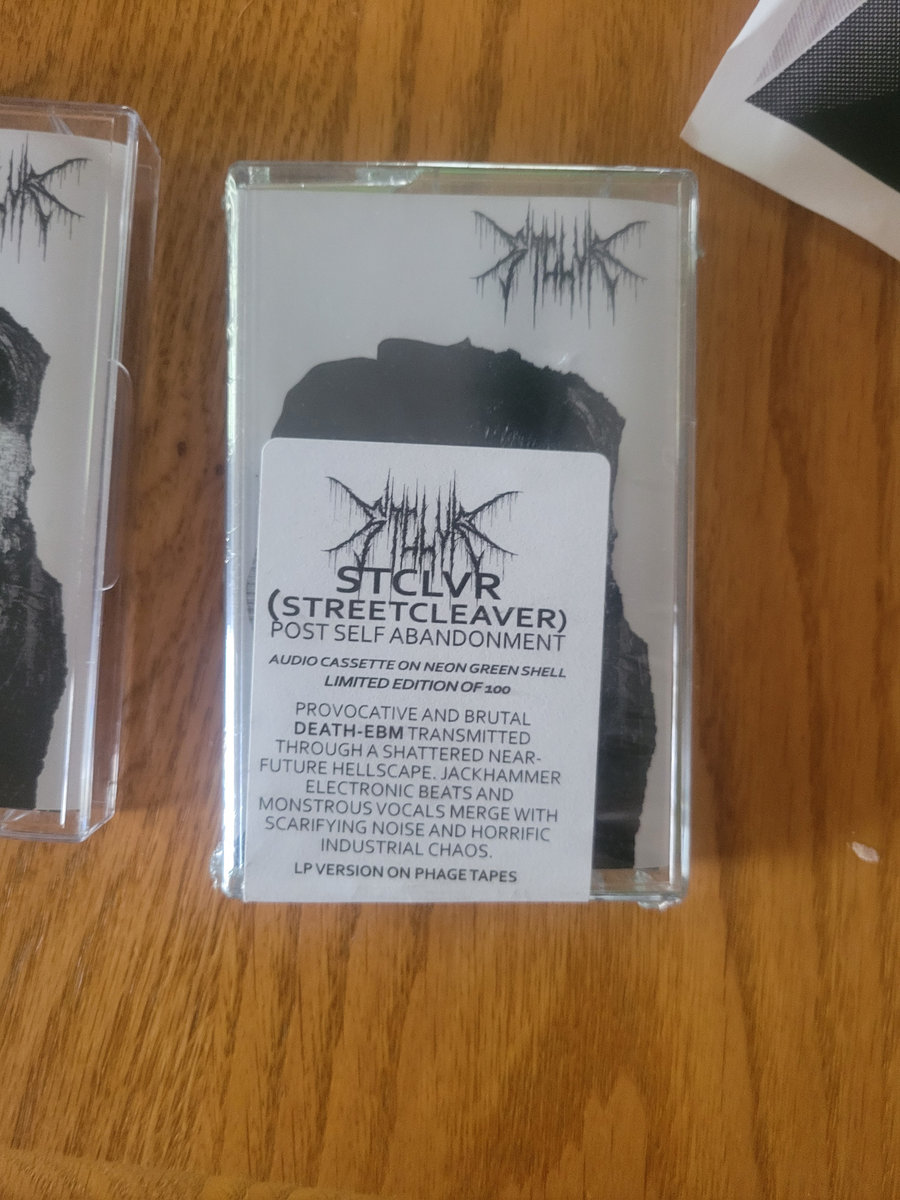 STCLVR
STCLVR
STCLVR
(STREETCLEAVER)
POST SELF ABANDONMENT
AUDIO CASSETTE ON NEON GREEN SHELL
LIMITED EDITION OF 100
PROVOCATIVE AND BRUTAL
DEATH-EBM TRANSMITTED
THROUGH A SHATTERED NEAR-
FUTURE HELLSCAPE. JACKHAMMER
ELECTRONIC BEATS AND
MONSTROUS VOCALS MERGE WITH
SCARIFYING NOISE AND HORRIFIC
INDUSTRIAL CHAOS.
LP VERSION ON PHAGE TAPES